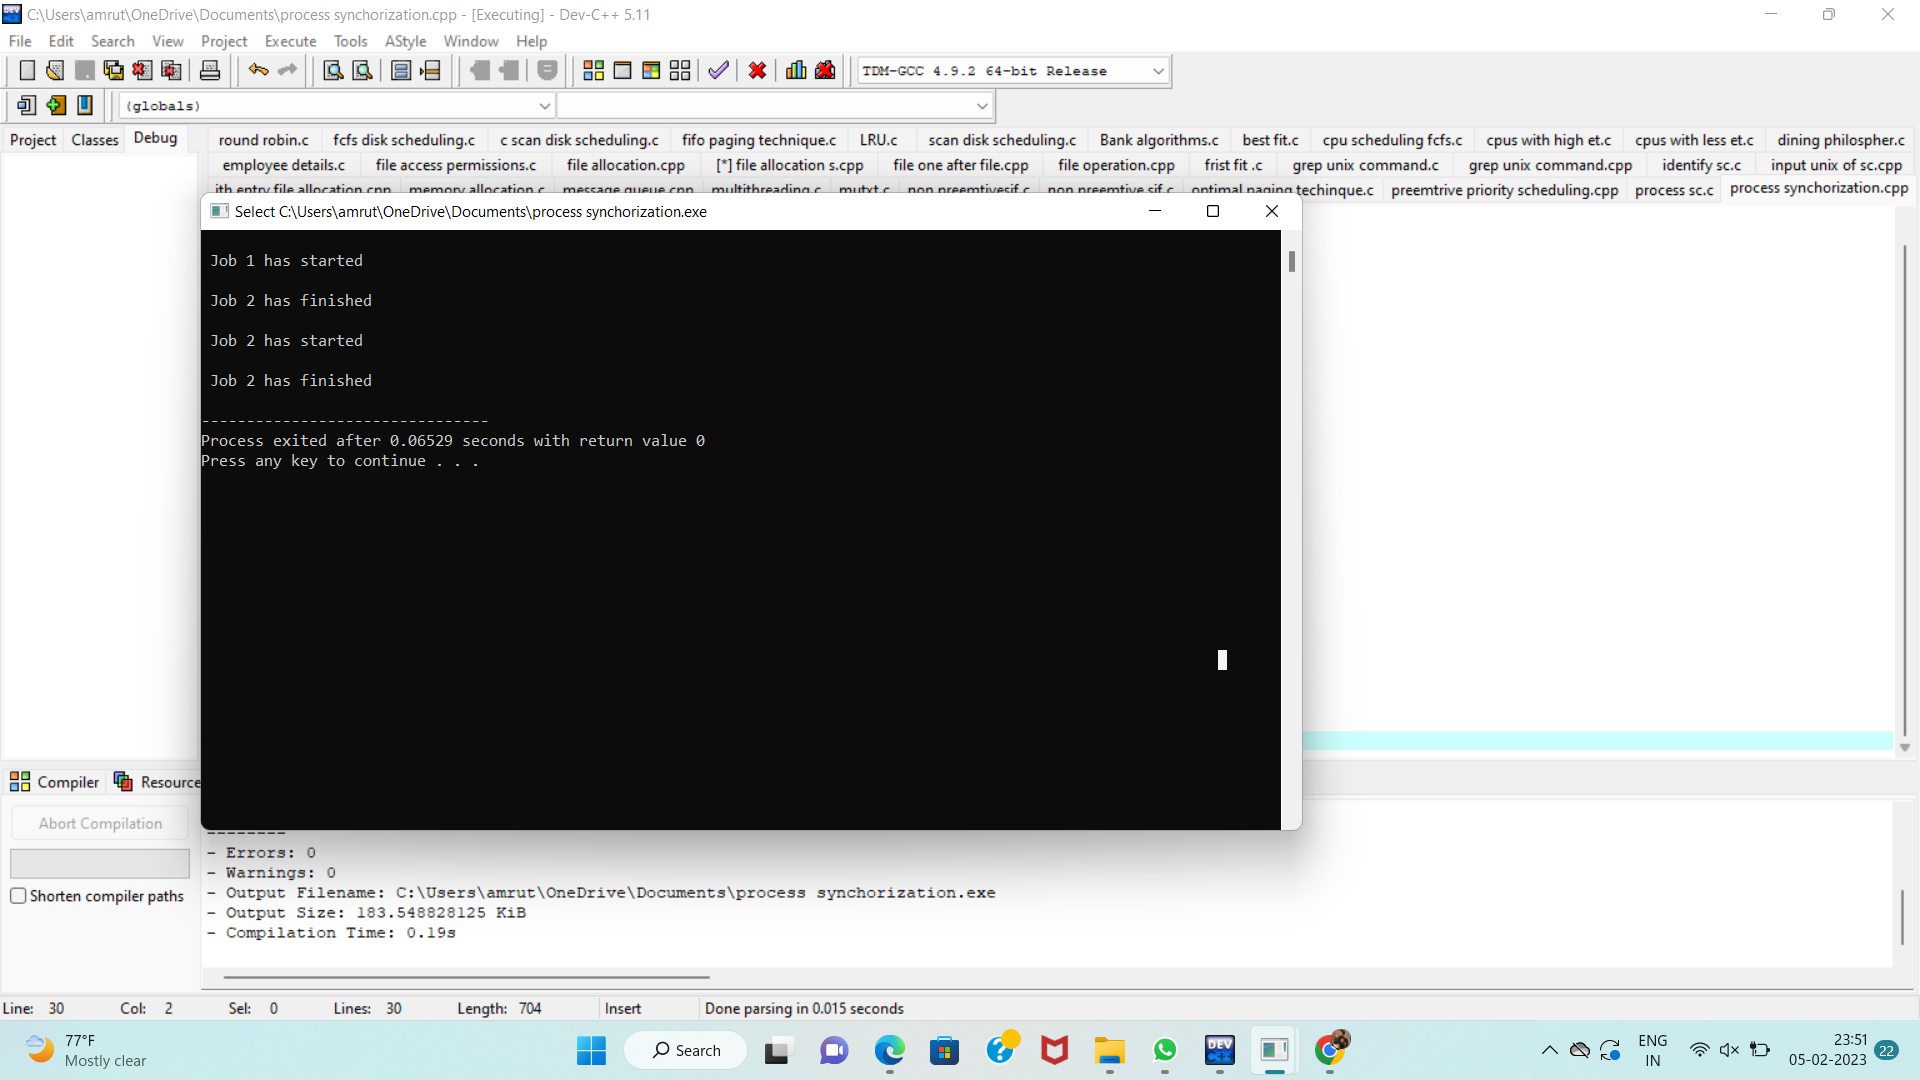 C:\Users\amrut\OneDrive\Documents\process synchorization.cpp - [Executing] - Dev-C++ 5.11
File Edit Search View Project Execute Tools AStyle Window Help
TDM-GCC 4.9.2 64-bit Release
(globals)
Project Classes Debug
round robin.c fcfs disk scheduling.c c scan disk scheduling.c fifo paging technique.c LRU.c scan disk scheduling.c Bank algorithms.c best fit.c cpu scheduling fcfs.c cpus with high et.c cpus with less et.c dining philospher.c
employee details.c file access permissions.c file allocation.cpp [*] file allocation s.cpp file one after file.cpp file operation.cpp frist fit .c grep unix command.c grep unix command.cpp identify sc.c input unix of sc.cpp
ith entry file allocation.cpp memory allocation.c message queue.cpp multithreading.c mutxt.c non preemtivesjf.c non preemtive sjf.c optimal paging techinque.c preemtrive priority scheduling.cpp process sc.c process synchorization.cpp
Select C:\Users\amrut\OneDrive\Documents\process synchorization.exe
Job 1 has started
Job 2 has finished
Job 2 has started
Job 2 has finished
--------------------------------
Process exited after 0.06529 seconds with return value 0
Press any key to continue . . .
Compiler Resource
Abort Compilation
Shorten compiler paths
--------
- Errors: 0
- Warnings: 0
- Output Filename: C:\Users\amrut\OneDrive\Documents\process synchorization.exe
- Output Size: 183.548828125 KiB
- Compilation Time: 0.19s
Line: 30 Col: 2 Sel: 0 Lines: 30 Length: 704 Insert Done parsing in 0.015 seconds
77°F
Mostly clear
Search
DEV
C++
ENG
IN
23:51
05-02-2023
22